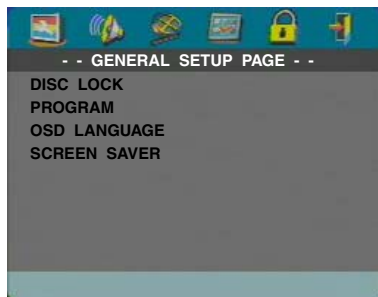 - - GENERAL SETUP PAGE - -
DISC LOCK
PROGRAM
OSD LANGUAGE
SCREEN SAVER